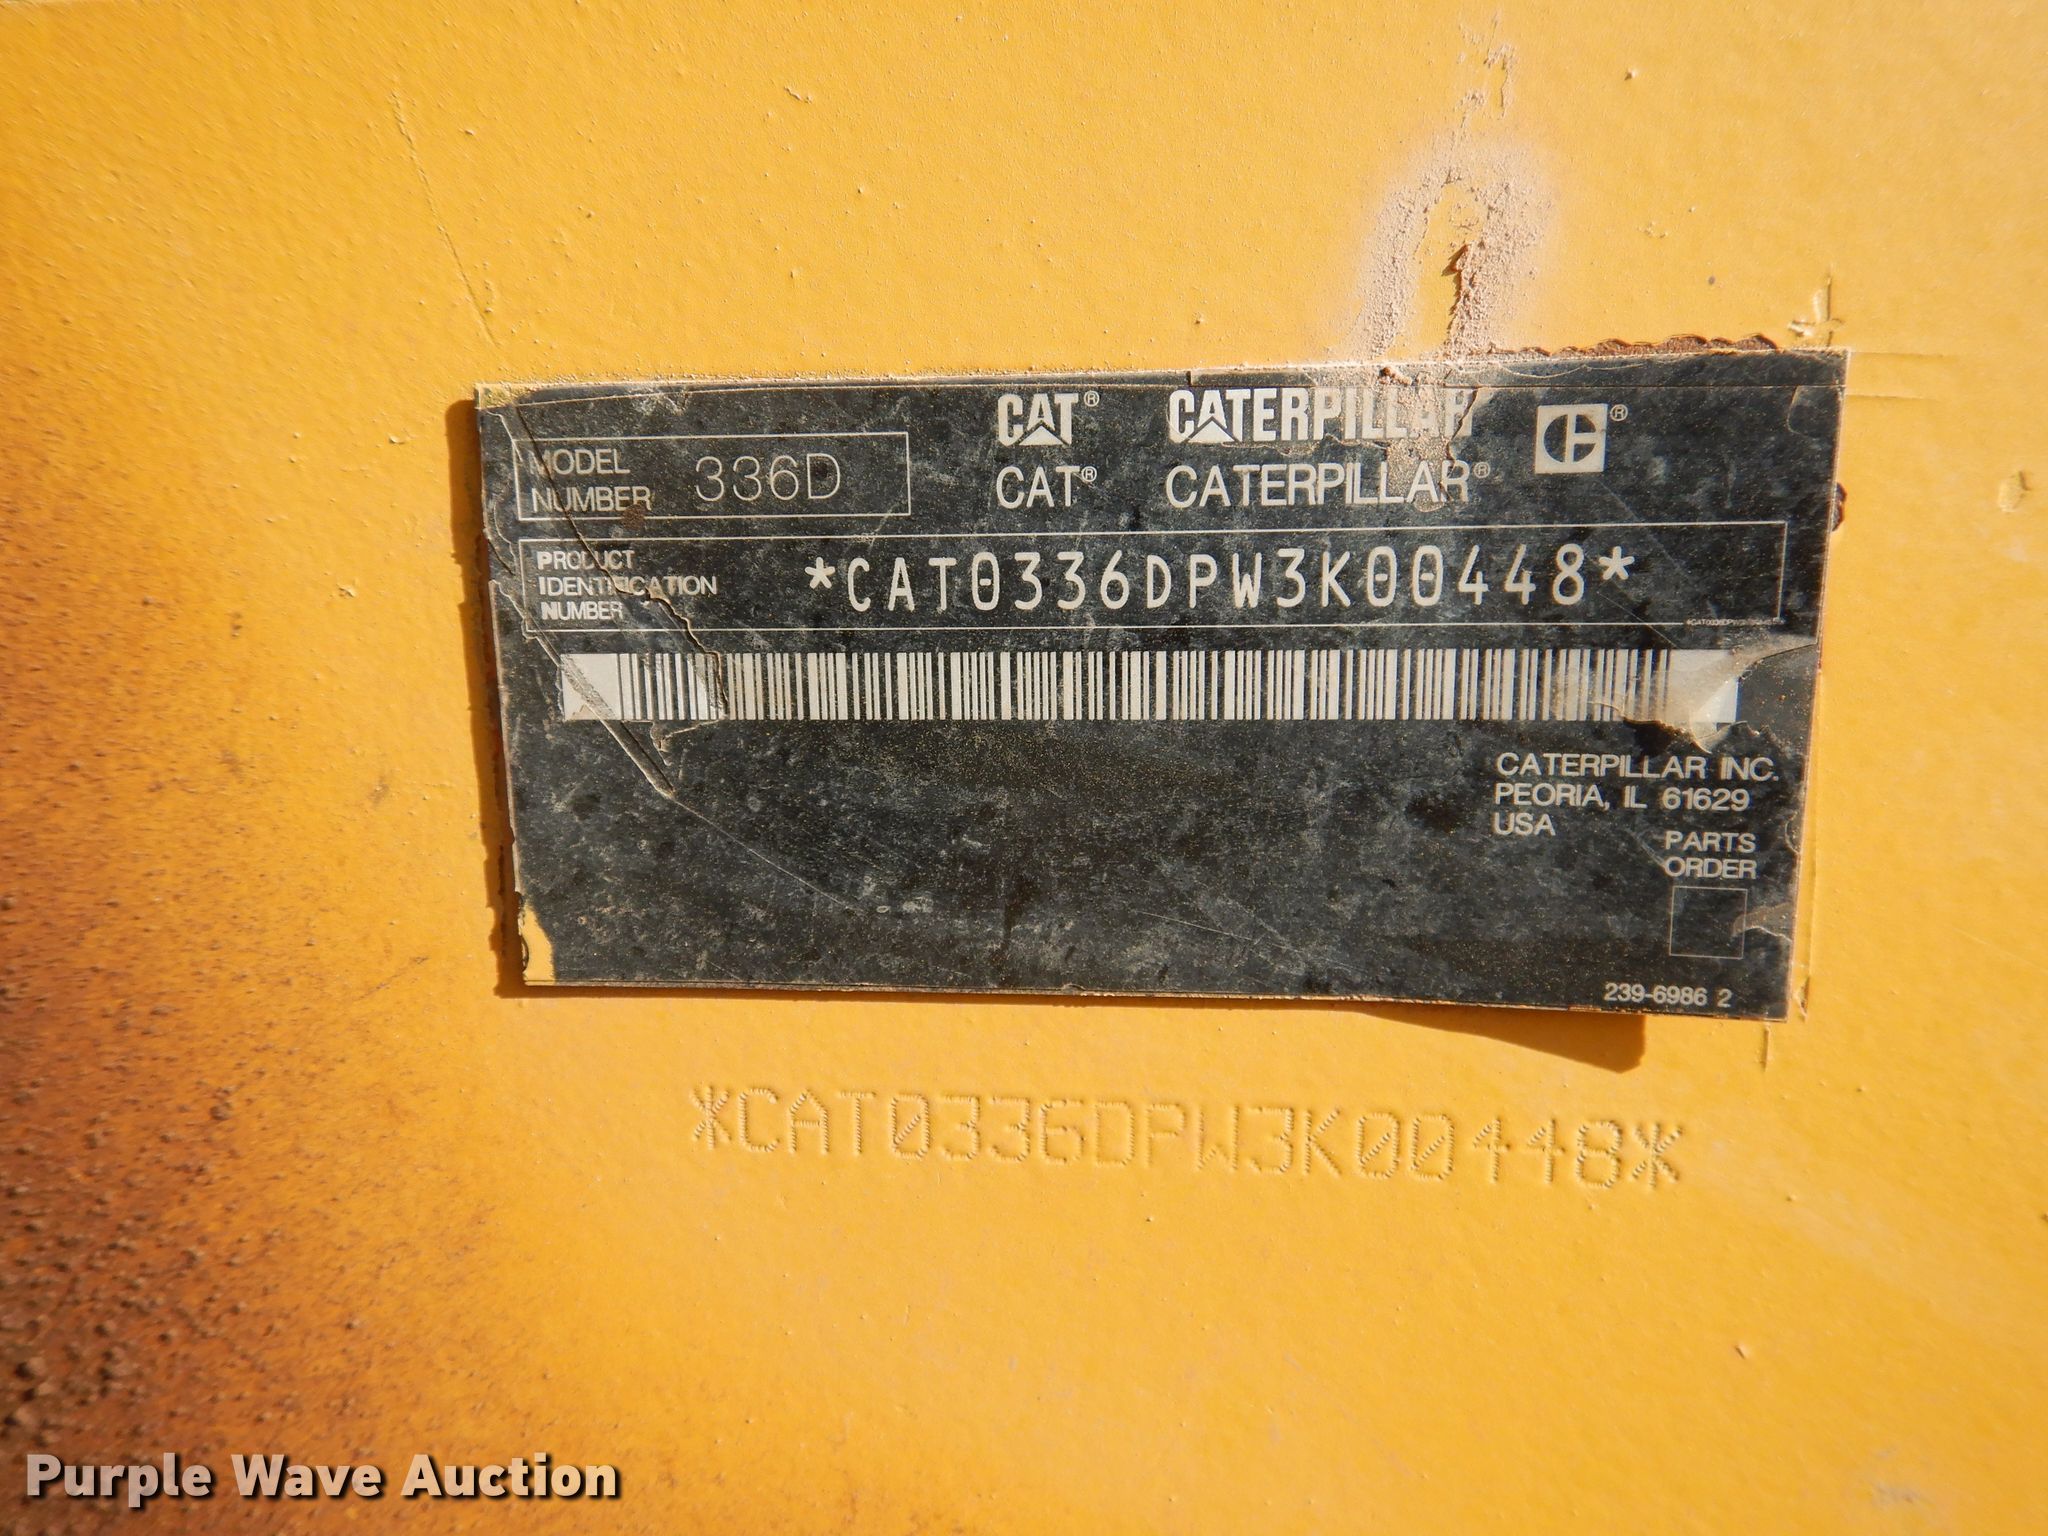 CAT® CATERPILLAR ®
MODEL NUMBER 336D
CAT® CATERPILLAR®
PRODUCT
IDENTIFICATION
NUMBER
*CAT0336DPW3K00448*
CATERPILLAR INC.
PEORIA, IL 61629
USA
PARTS
ORDER
239-6986 2
*CAT0336DPW3K00448*
Purple Wave Auction